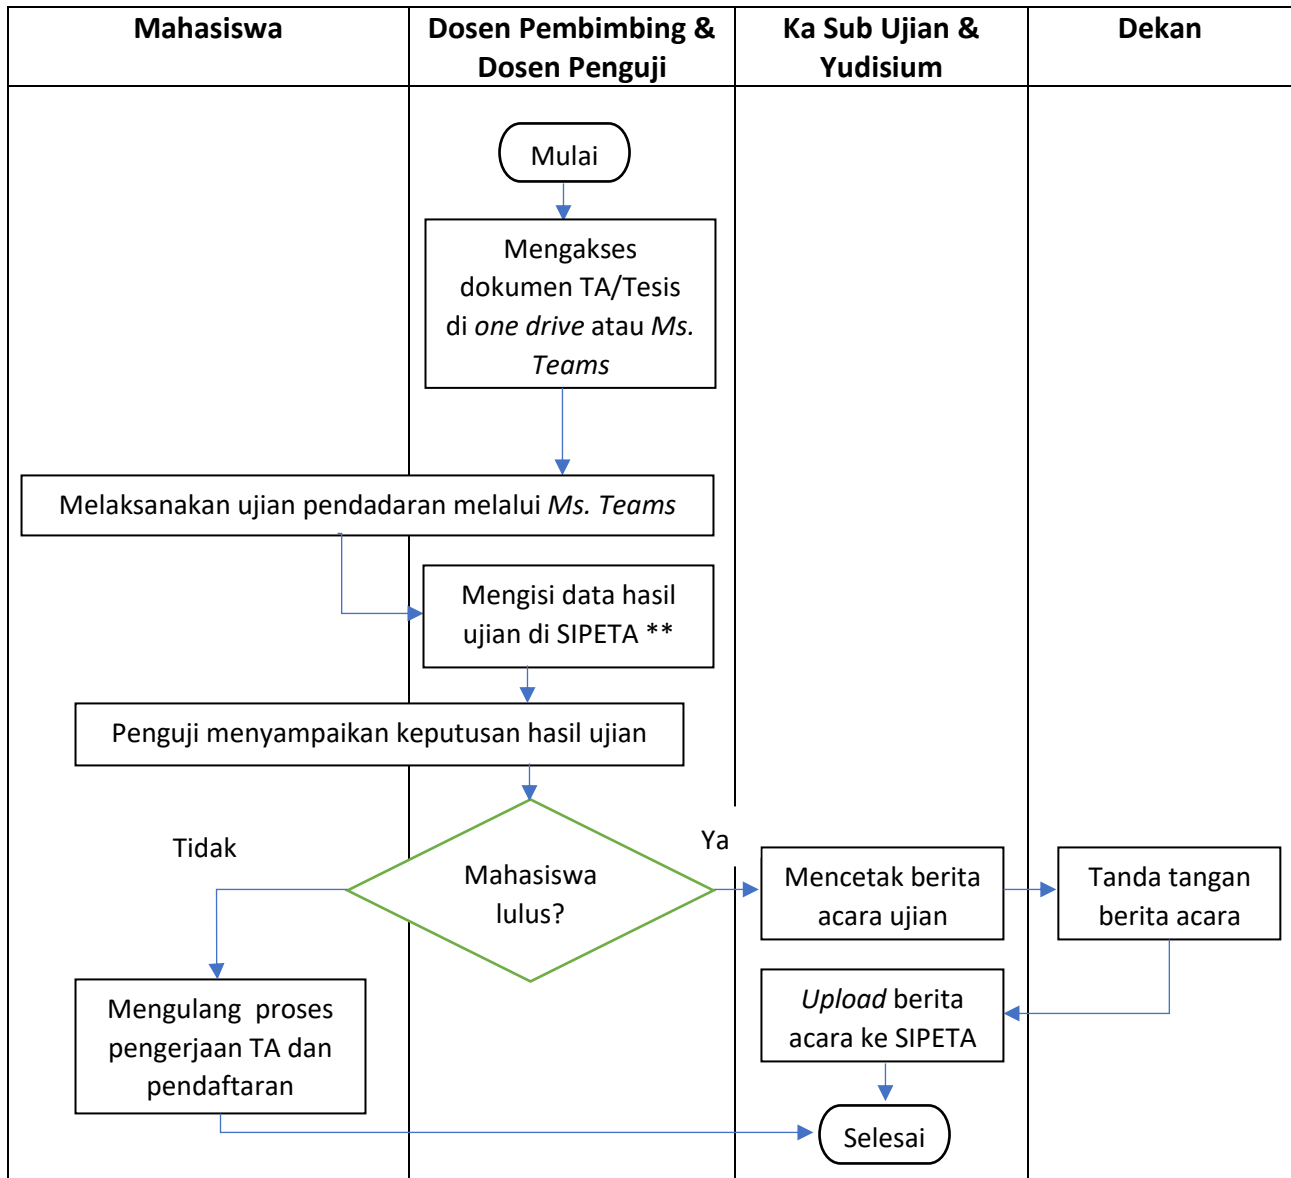 Mahasiswa
Dosen Pembimbing &
Dosen Penguji
Ka Sub Ujian &
Yudisium
Dekan
Mulai
Mengakses
dokumen TA/Tesis
di one drive atau Ms.
Teams
Melaksanakan ujian pendadaran melalui Ms. Teams
Mengisi data hasil
ujian di SIPETA **
Penguji menyampaikan keputusan hasil ujian
Tidak
Mahasiswa
lulus?
Ya
Mencetak berita
acara ujian
Tanda tangan
berita acara
Mengulang  proses
pengerjaan TA dan
pendaftaran
Upload berita
acara ke SIPETA
Selesai